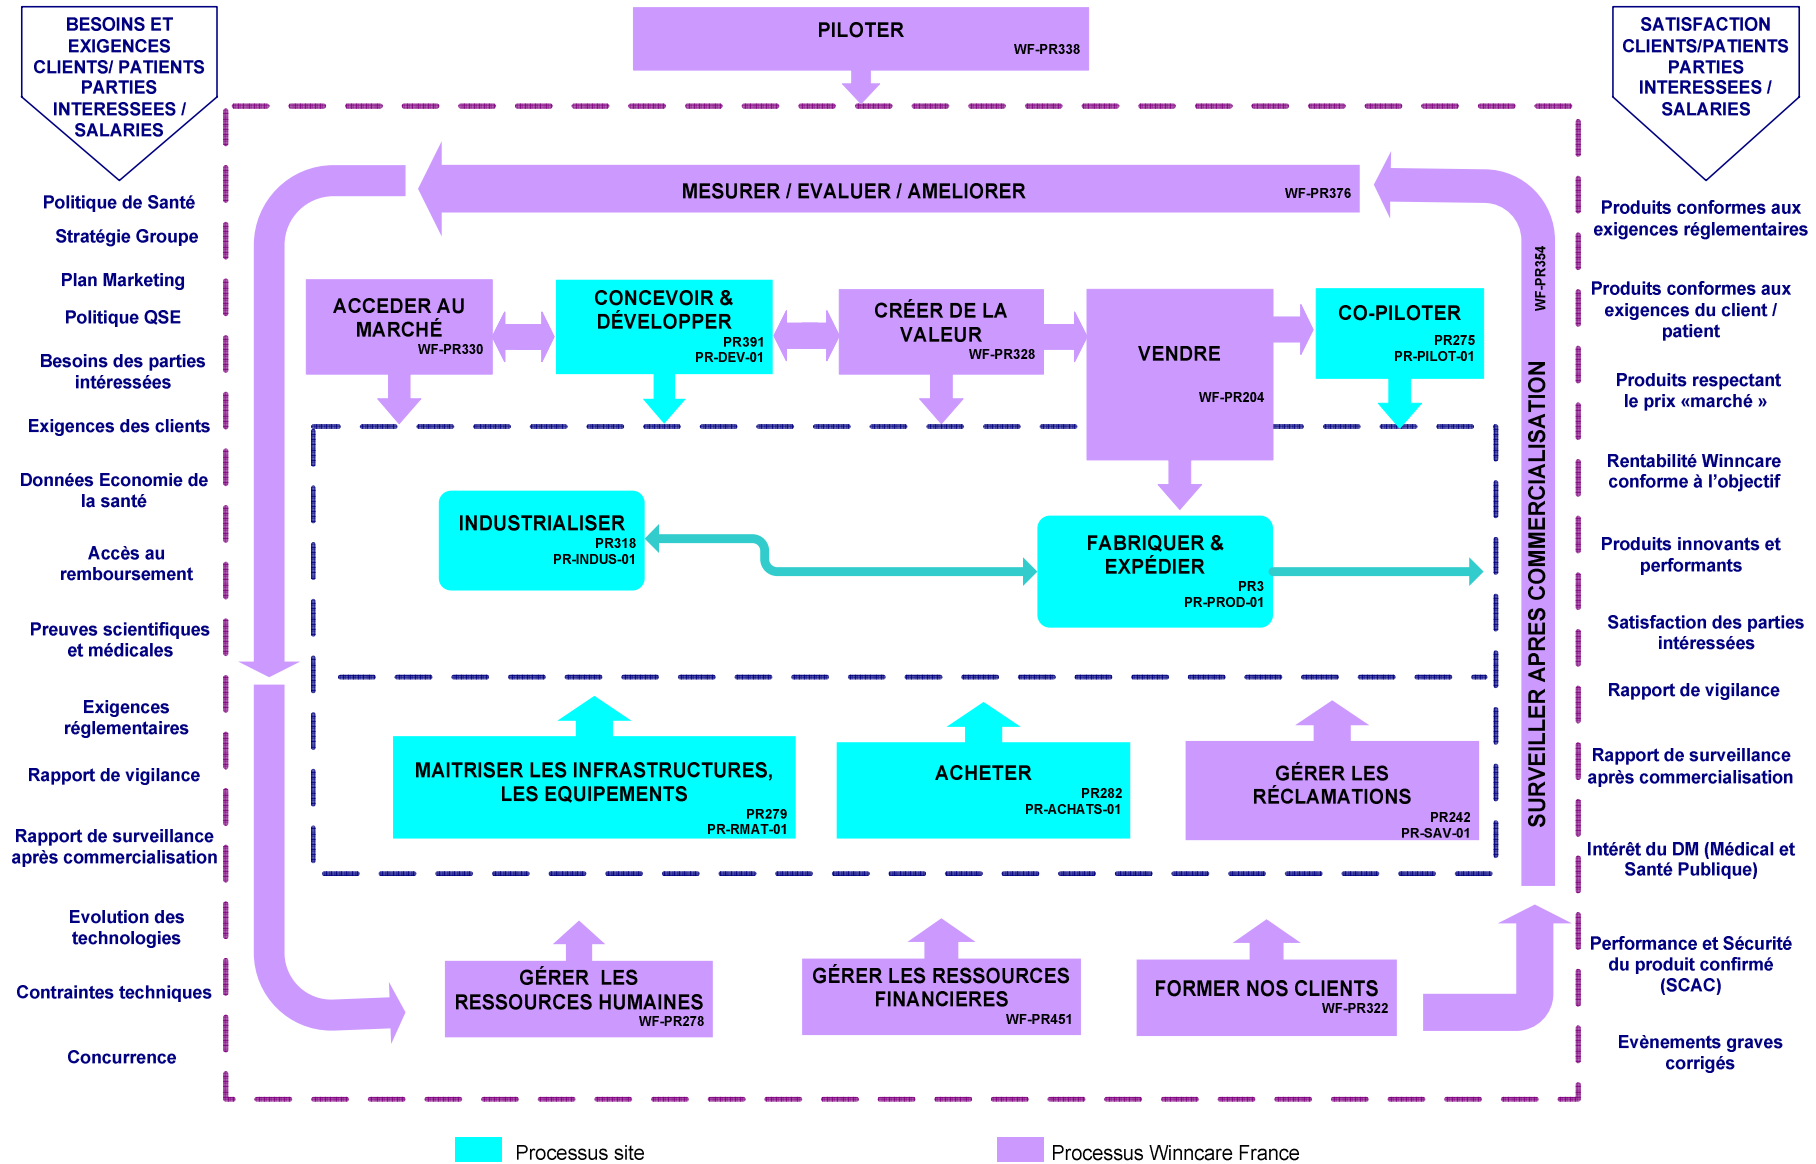 BESOINS ET
EXIGENCES
CLIENTS/ PATIENTS
PARTIES
INTERESSEES /
SALARIES
PILOTER
WF-PR338
SATISFACTION
CLIENTS/PATIENTS
PARTIES
INTERESSEES /
SALARIES
Politique de Santé
Stratégie Groupe
Plan Marketing
Politique QSE
Besoins des parties
intéressées
Exigences des clients
Données Economie de
la santé
Accès au
remboursement
Preuves scientifiques
et médicales
Exigences
réglementaires
Rapport de vigilance
Rapport de surveillance
après commercialisation
Evolution des
technologies
Contraintes techniques
Concurrence
MESURER / EVALUER / AMELIORER
WF-PR376
ACCEDER AU
MARCHÉ
WF-PR330
CONCEVOIR &
DÉVELOPPER
PR391
PR-DEV-01
CRÉER DE LA
VALEUR
WF-PR328
VENDRE
WF-PR204
CO-PILOTER
PR275
PR-PILOT-01
INDUSTRIALISER
PR318
PR-INDUS-01
FABRIQUER &
EXPÉDIER
PR3
PR-PROD-01
MAITRISER LES INFRASTRUCTURES,
LES EQUIPEMENTS
PR279
PR-RMAT-01
ACHETER
PR282
PR-ACHATS-01
GÉRER LES
RÉCLAMATIONS
PR242
PR-SAV-01
GÉRER LES
RESSOURCES HUMAINES
WF-PR278
GÉRER LES RESSOURCES
FINANCIERES
WF-PR451
FORMER NOS CLIENTS
WF-PR322
SURVEILLER APRES COMMERCIALISATION
WF-PR354
Produits conformes aux
exigences réglementaires
Produits conformes aux
exigences du client /
patient
Produits respectant
le prix «marché »
Rentabilité Winncare
conforme à l’objectif
Produits innovants et
performants
Satisfaction des parties
intéressées
Rapport de vigilance
Rapport de surveillance
après commercialisation
Intérêt du DM (Médical et
Santé Publique)
Performance et Sécurité
du produit confirmé
(SCAC)
Evènements graves
corrigés
Processus site
Processus Winncare France